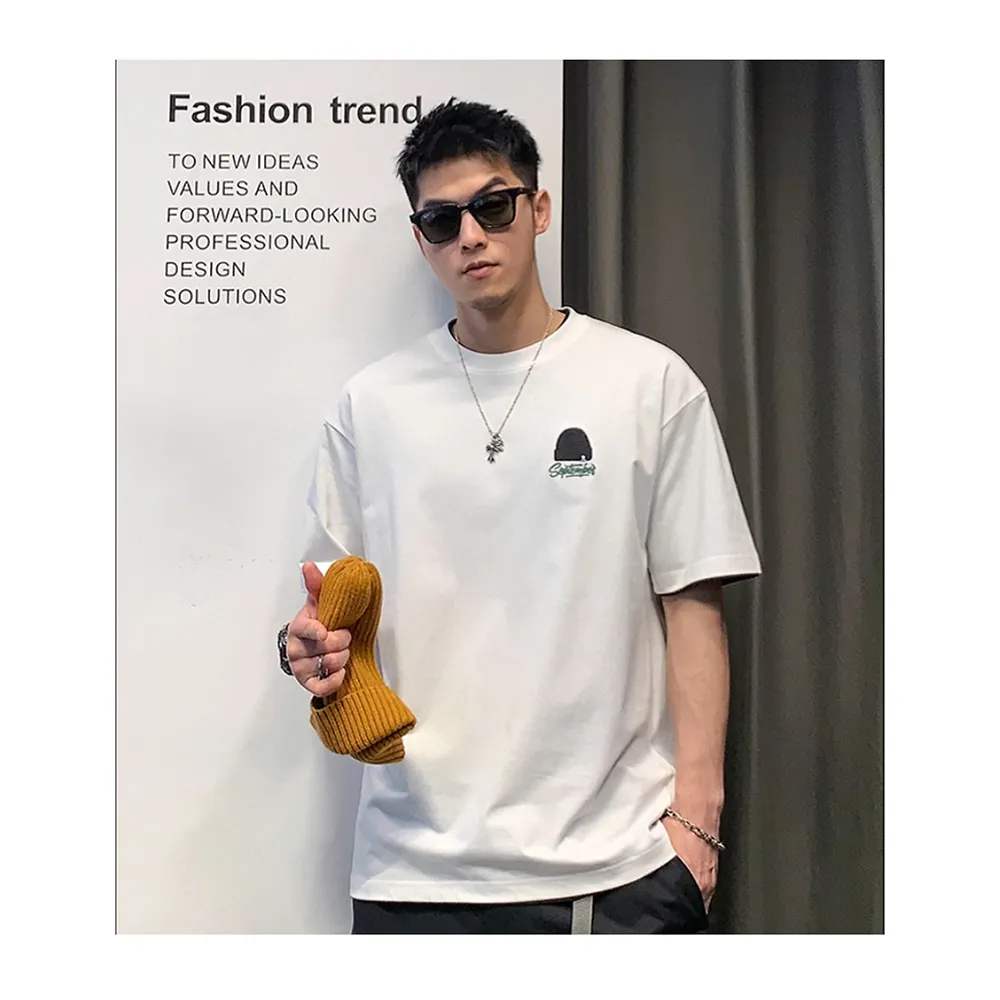 Fashion trend
TO NEW IDEAS
VALUES AND
FORWARD-LOOKING
PROFESSIONAL
DESIGN
SOLUTIONS
September